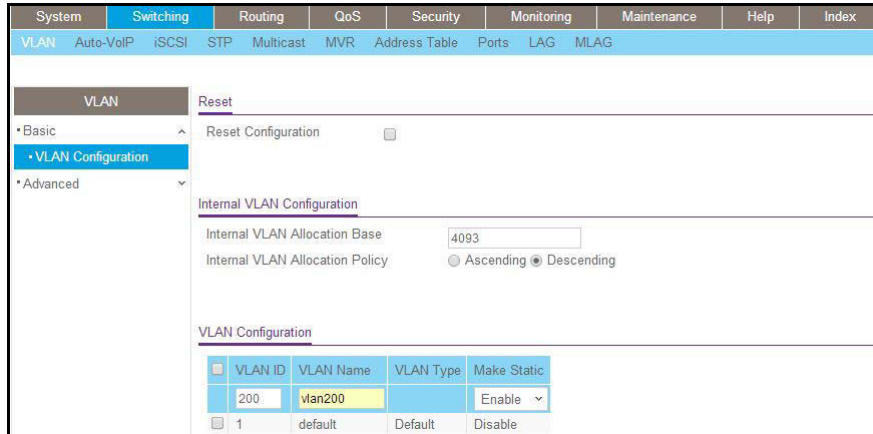 System Switching Routing QoS Security Monitoring Maintenance Help Index
VLAN Auto-VoIP iSCSI STP Multicast MVR Address Table Ports LAG MLAG
VLAN
Basic
VLAN Configuration
Advanced
Reset
Reset Configuration
Internal VLAN Configuration
Internal VLAN Allocation Base 4093
Internal VLAN Allocation Policy Ascending Descending
VLAN Configuration
VLAN ID VLAN Name VLAN Type Make Static
200 vlan200 Enable
1 default Default Disable